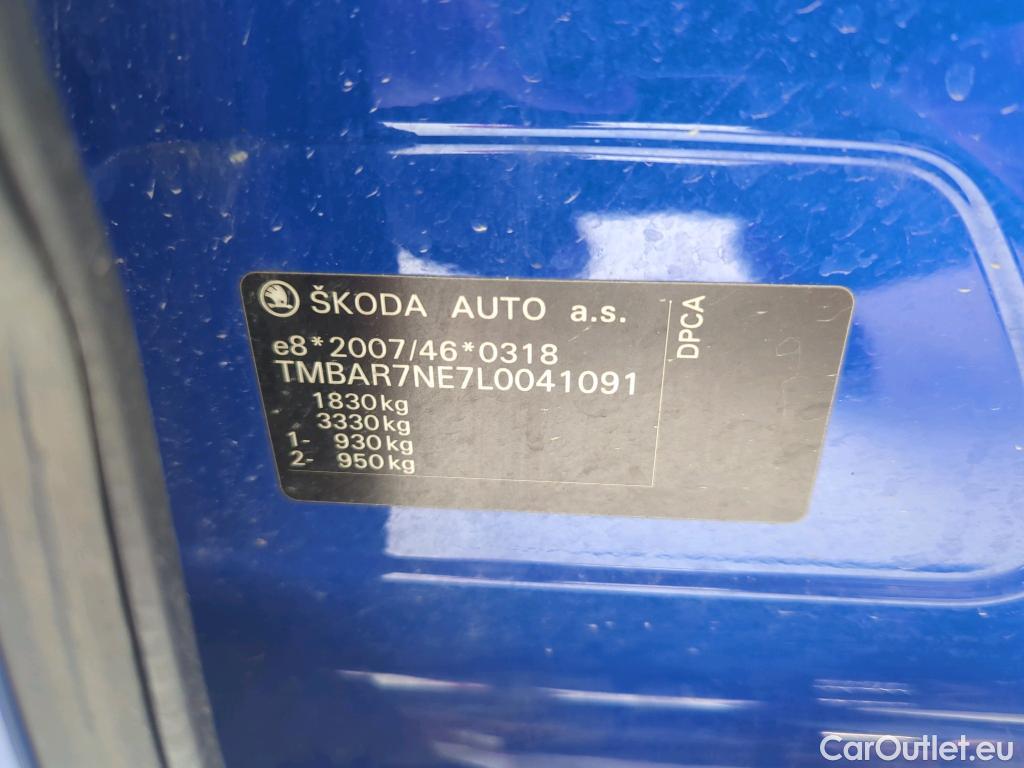 ŠKODA AUTO a.s.
e8*2007/46*0318
TMBAR7NE7L0041091
1830kg
3330kg
1- 930kg
2- 950kg
DPCA
CarOutlet.eu